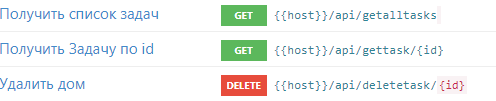 Получить список задач GET {{host}}/api/getalltasks
Получить Задачу по id GET {{host}}/api/gettask/{id}
Удалить дом DELETE {{host}}/api/deletetask/{id}